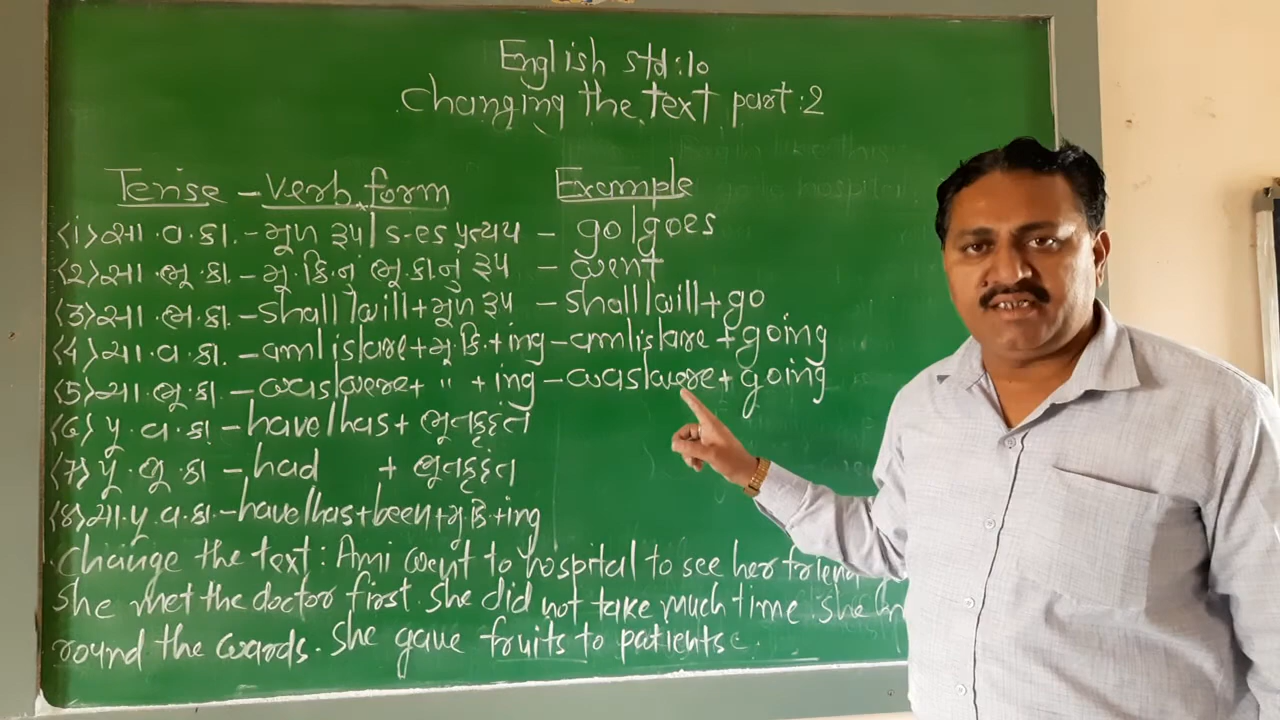 English std:10
Changing the text part:2
Tense - Verb form Example
<1> સા.વ.કા. - મૂળ રૂપ/s-es પ્રત્યય - go/goes
<2> સા.ભૂ.કા. - મુ.ક્રિ.નું ભૂ.કા.નું રૂપ - went
<3> સા.ભ.કા. - shall/will+મૂળ રૂપ - shall/will+go
<4> ચા.વ.કા. - am/is/are+મુ.ક્રિ.+ing - am/is/are+going
<5> ચા.ભૂ.કા. - was/were+ " +ing - was/were+going
<6> પૂ.વ.કા - have/has+ ભૂતકૃદંત
<7> પૂ.ભૂ.કા - had + ભૂતકૃદંત
<8> ચા.પૂ.વ.કા. - have/has+been+મુ.ક્રિ+ing
Change the text: Ami went to hospital to see her friend
She met the doctor first. She did not take much time. She
round the wards. She gave fruits to patients